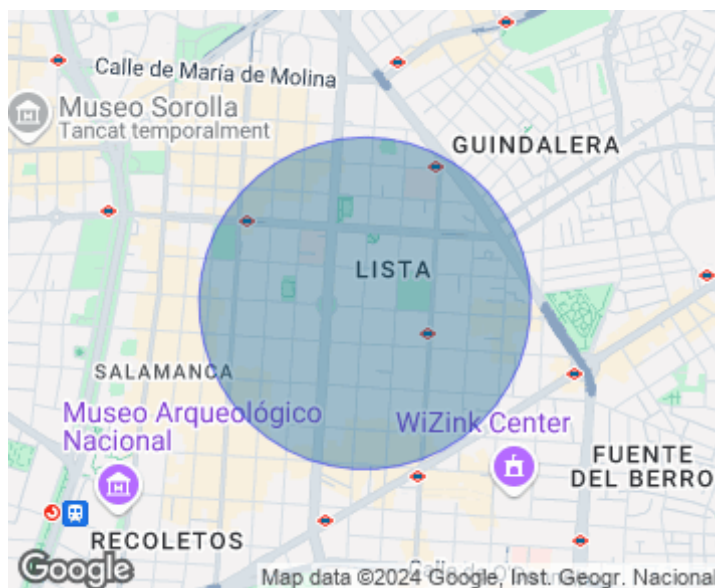 Calle de María de Molina
Museo Sorolla
Tancat temporalment
GUINDALERA
LISTA
SALAMANCA
Museo Arqueológico
Nacional
WiZink Center
FUENTE
DEL BERRO
RECOLETOS
Google
Map data ©2024 Google, Inst. Geogr. Nacional